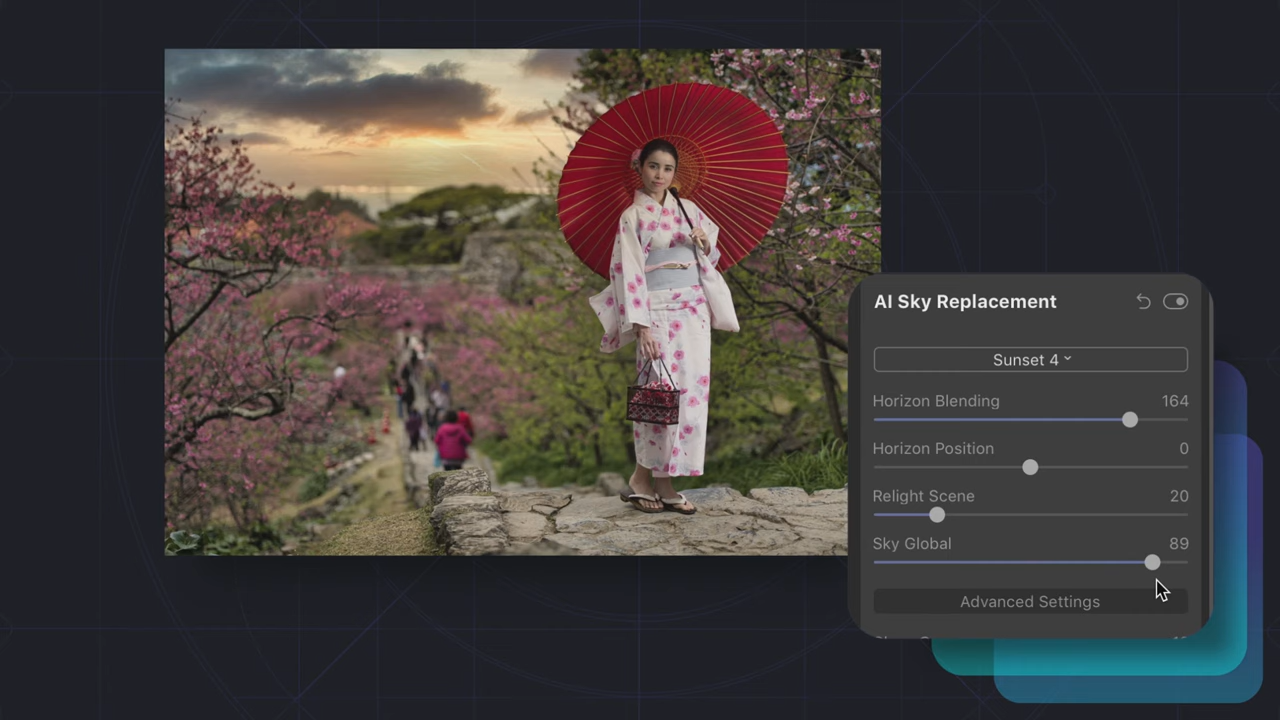 AI Sky Replacement
Sunset 4
Horizon Blending 164
Horizon Position 0
Relight Scene 20
Sky Global 89
Advanced Settings